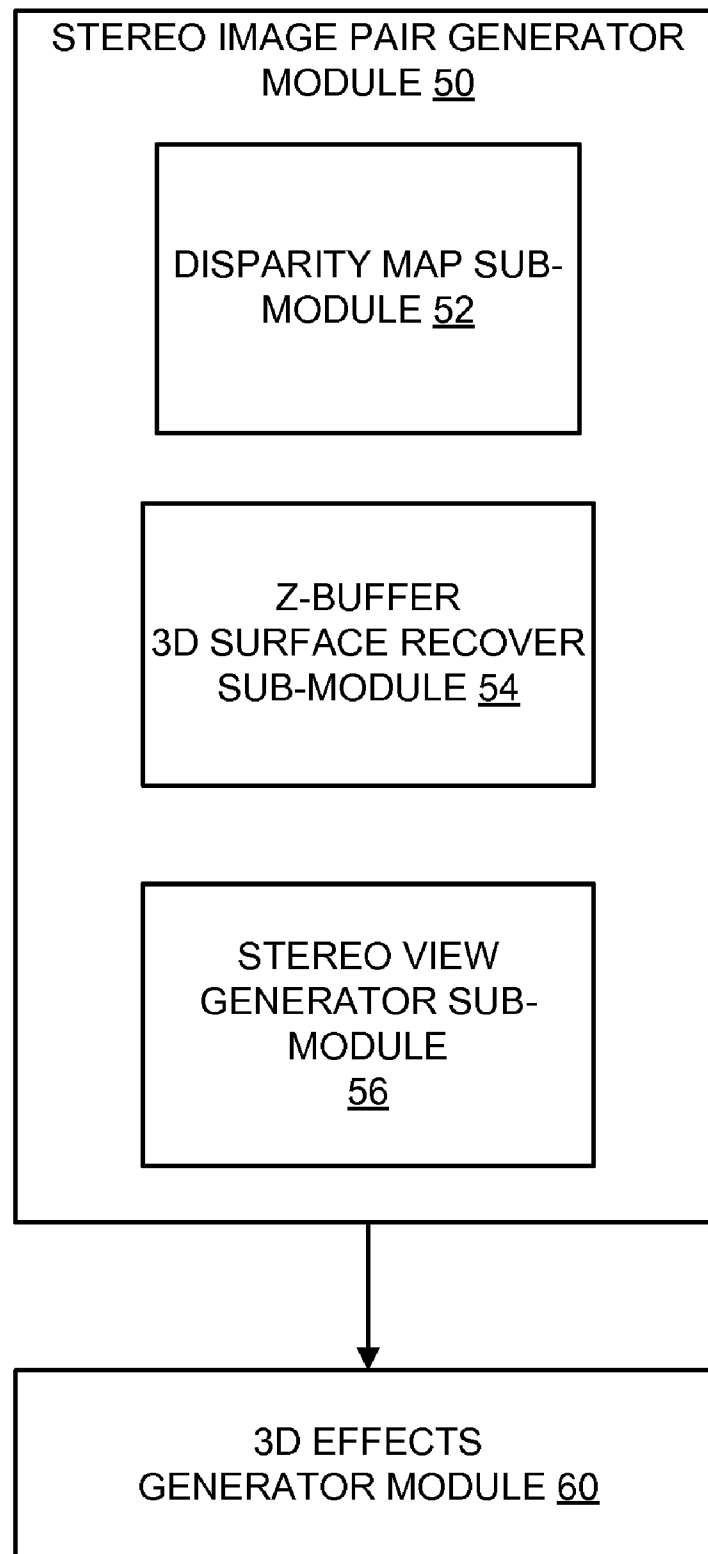 STEREO IMAGE PAIR GENERATOR
MODULE 50
DISPARITY MAP SUB-
MODULE 52
Z-BUFFER
3D SURFACE RECOVER
SUB-MODULE 54
STEREO VIEW
GENERATOR SUB-
MODULE
56
3D EFFECTS
GENERATOR MODULE 60